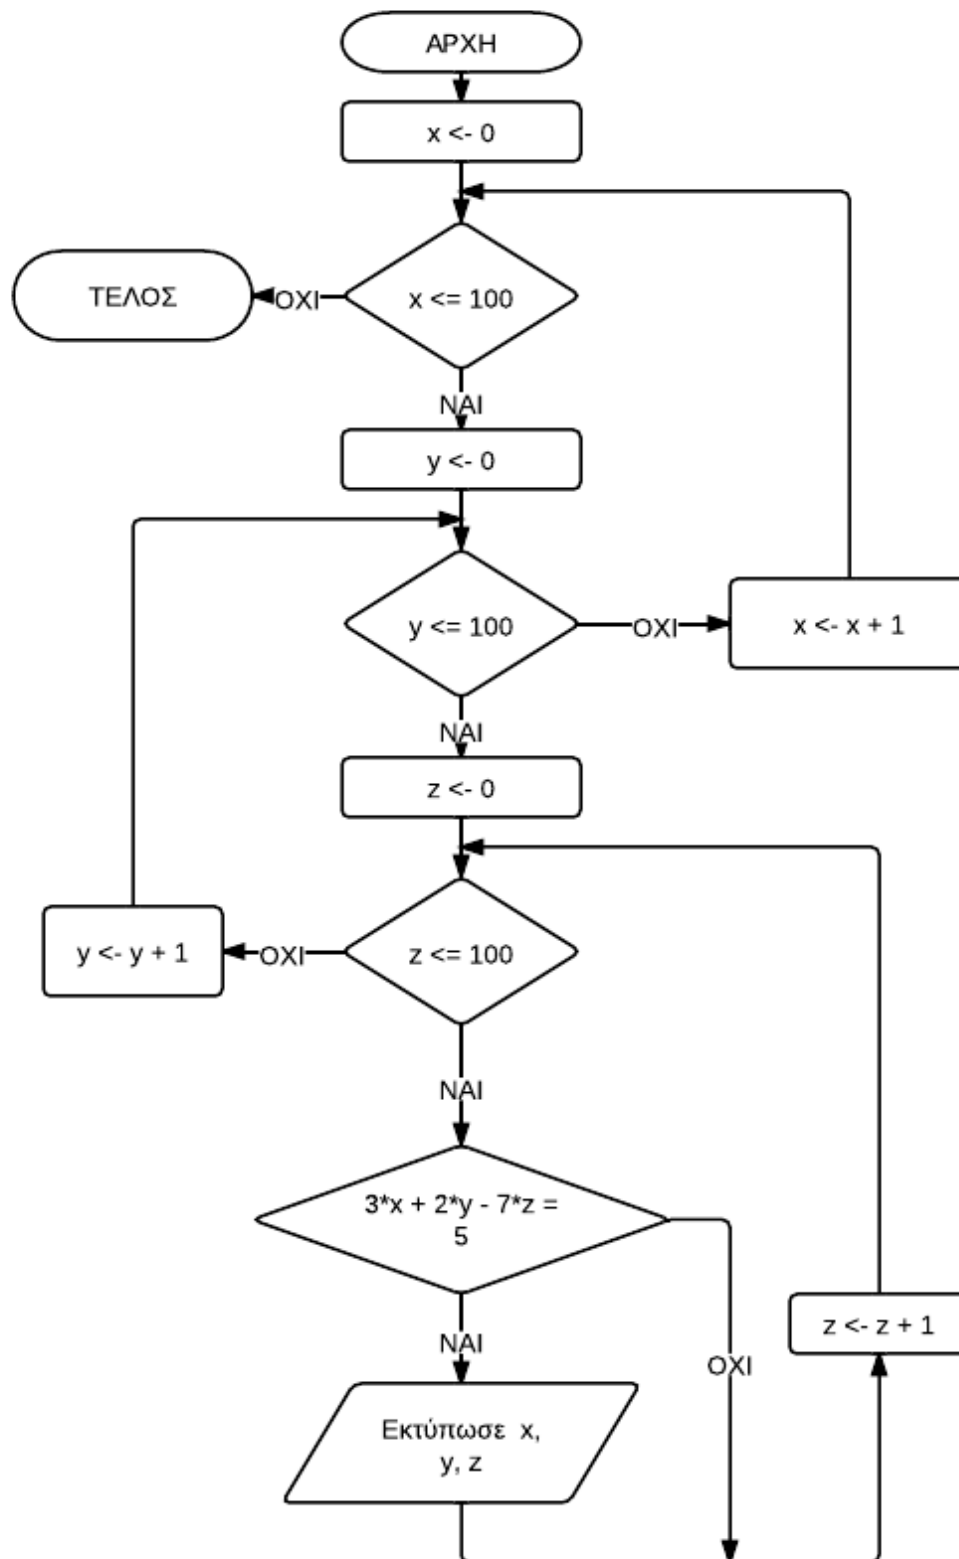 ΑΡΧΗ
x <- 0
x <= 100
ΟΧΙ
ΤΕΛΟΣ
ΝΑΙ
y <- 0
y <= 100
ΟΧΙ
x <- x + 1
ΝΑΙ
z <- 0
z <= 100
ΟΧΙ
y <- y + 1
ΝΑΙ
3*x + 2*y - 7*z =
5
ΝΑΙ
ΟΧΙ
z <- z + 1
Εκτύπωσε x,
y, z